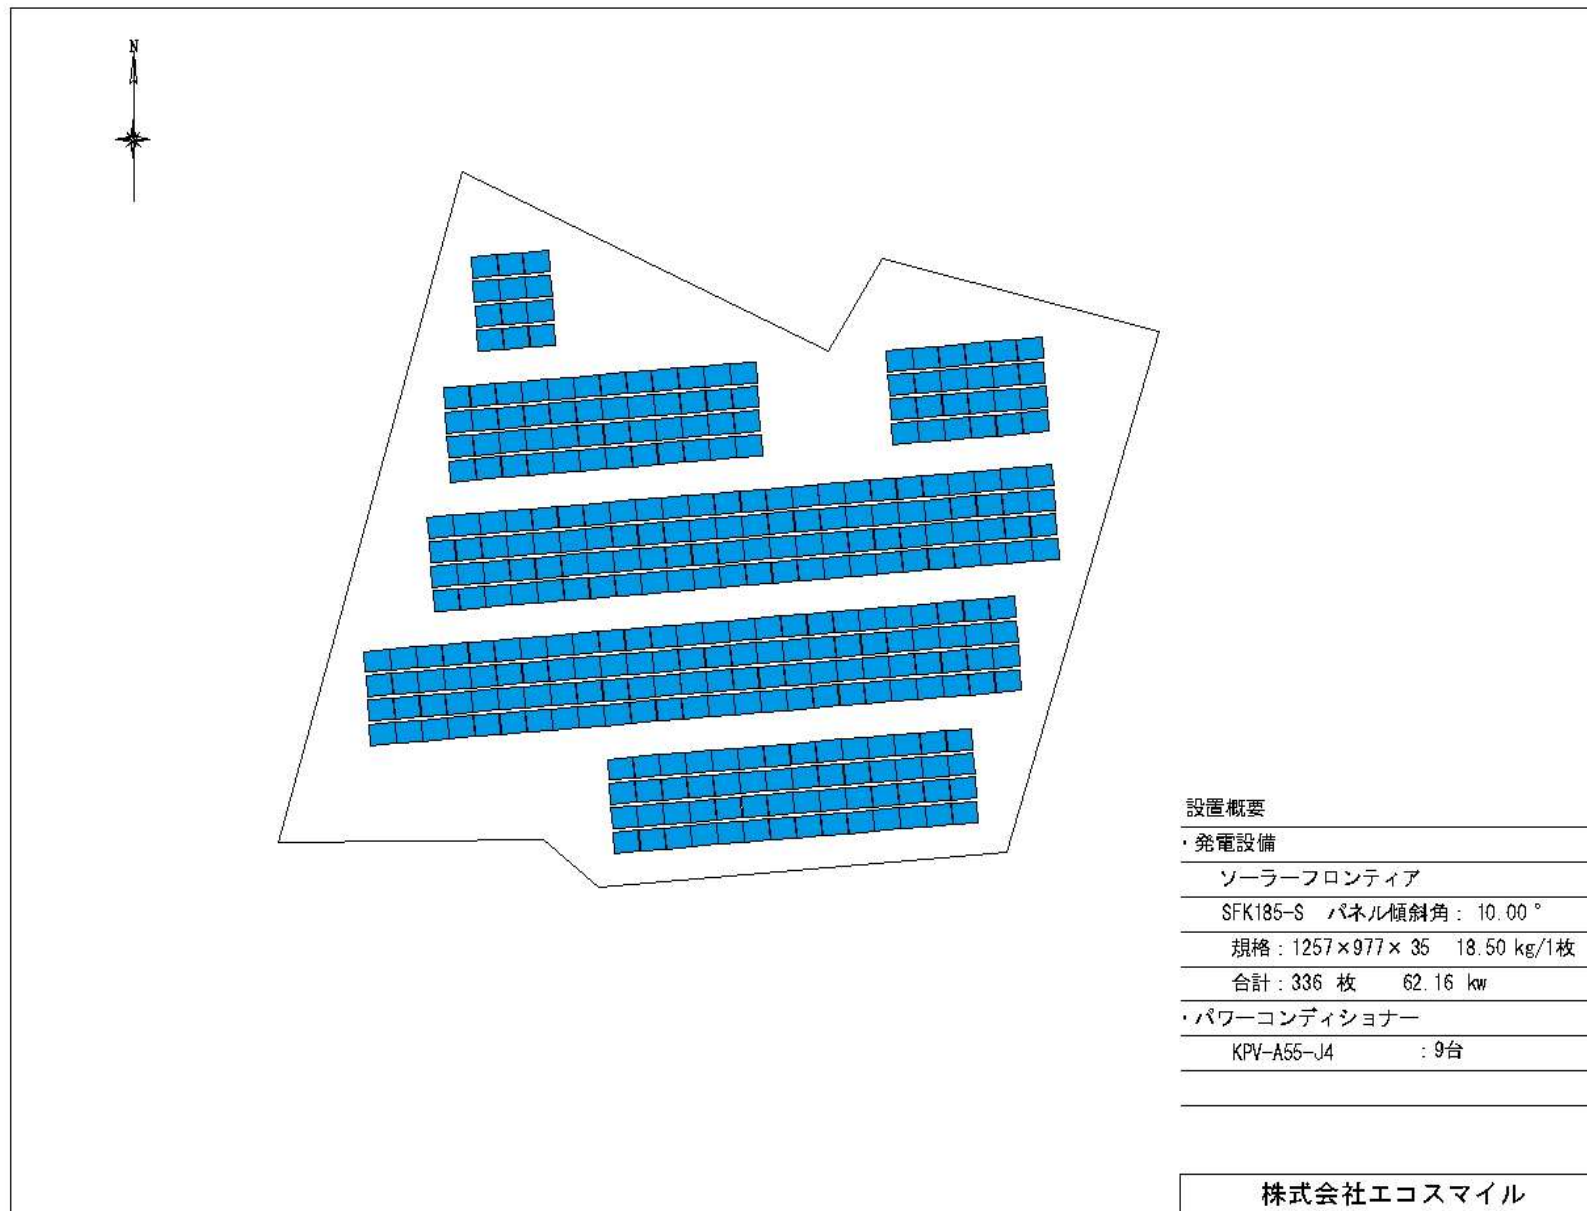 N
設置概要
・発電設備
ソーラーフロンティア
SFK185-S パネル傾斜角: 10.00°
規格:1257×977× 35 18.50 kg/1枚
合計:336 枚 62.16 kw
・パワーコンディショナー
KPV-A55-J4 :9台
株式会社エコスマイル